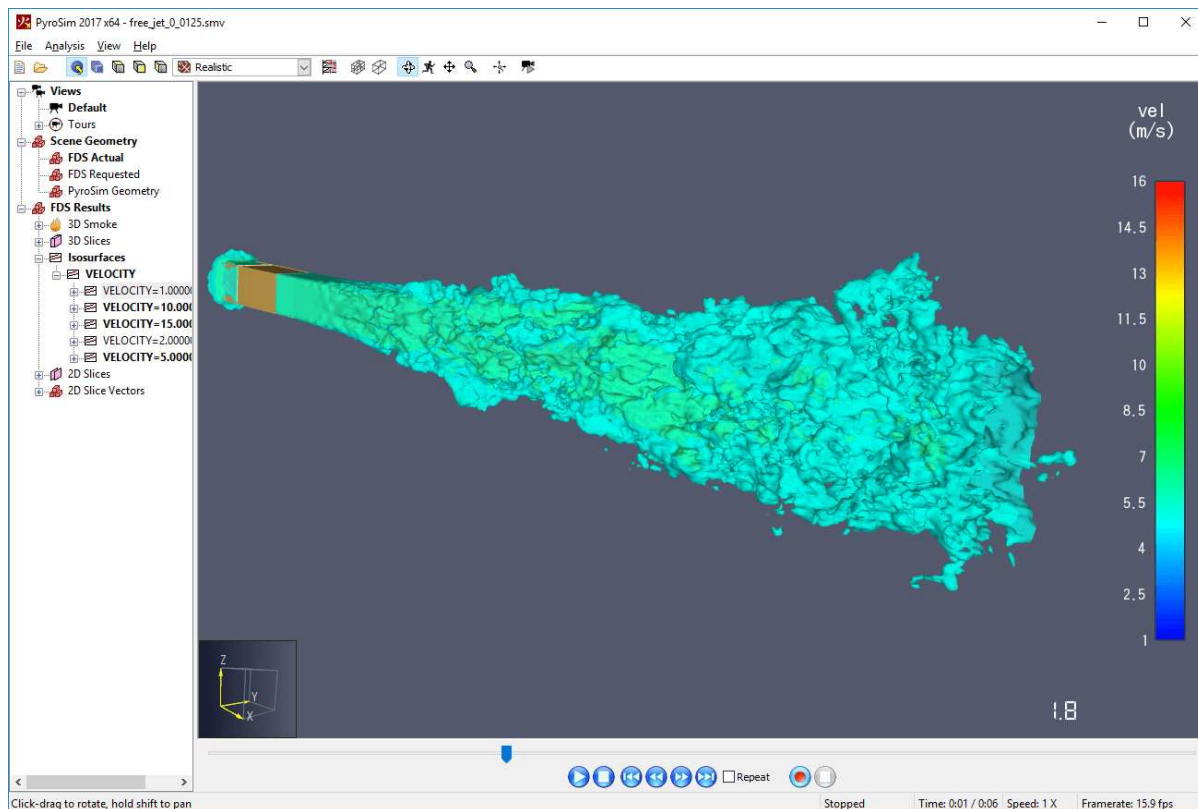 PyroSim 2017 x64 - free_jet_0_0125.smv
File Analysis View Help
Realistic
Views
Default
Tours
Scene Geometry
FDS Actual
FDS Requested
PyroSim Geometry
FDS Results
3D Smoke
3D Slices
Isosurfaces
VELOCITY
VELOCITY=1.0000
VELOCITY=10.000
VELOCITY=15.000
VELOCITY=2.0000
VELOCITY=5.0000
2D Slices
2D Slice Vectors
vel
(m/s)
16
14.5
13
11.5
10
8.5
7
5.5
4
2.5
1
Z
Y
X
1.8
Repeat
Click-drag to rotate, hold shift to pan
Stopped Time: 0:01 / 0:06 Speed: 1 X Framerate: 15.9 fps